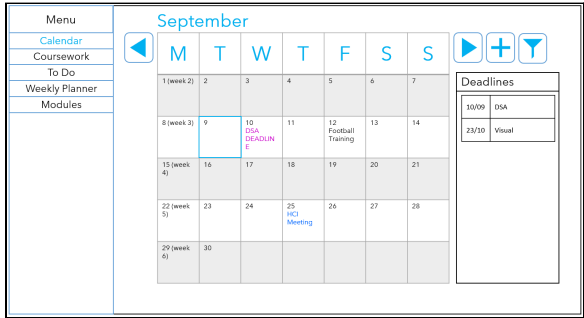 Menu
Calendar
Coursework
To Do
Weekly Planner
Modules
September
M T W T F S S
1 (week 2) 2 3 4 5 6 7
8 (week 3) 9 10 11 12 13 14
DSA
DEADLIN
E
Football
Training
15 (week
4)
16 17 18 19 20 21
22 (week
5)
23 24 25 26 27 28
HCI
Meeting
29 (week
6)
30
Deadlines
10/09 DSA
23/10 Visual